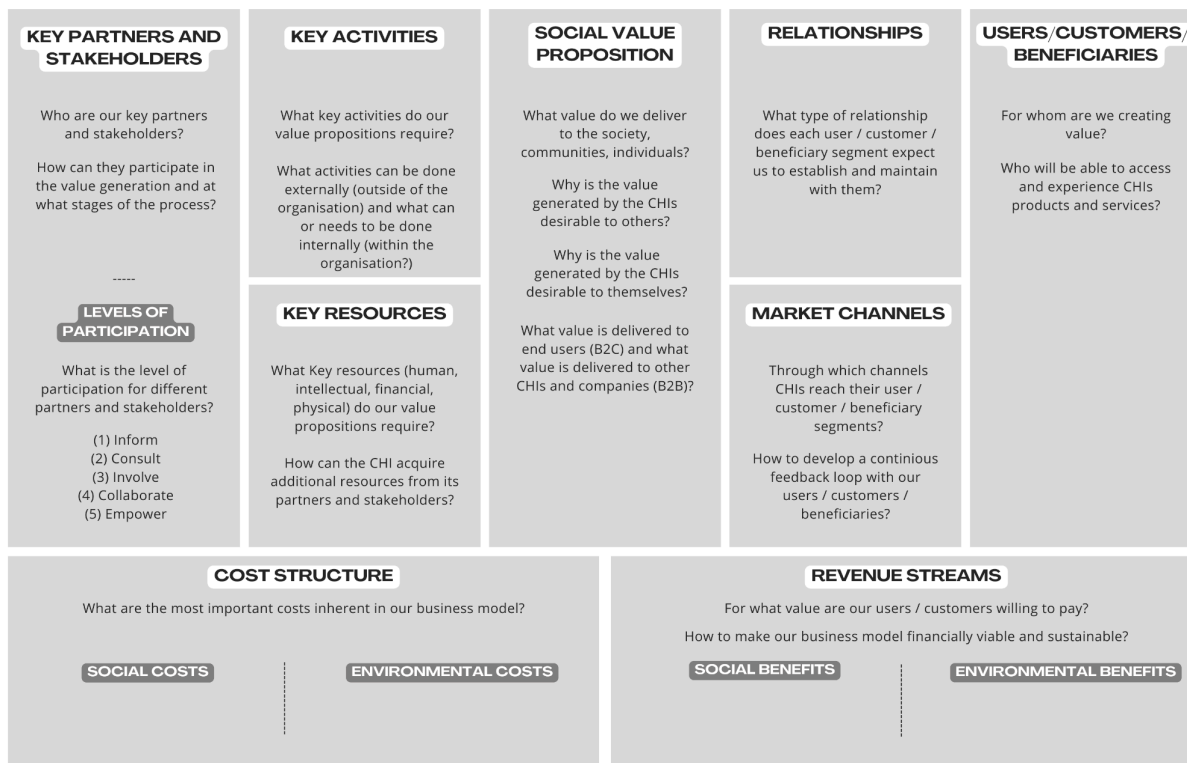 KEY PARTNERS AND
STAKEHOLDERS
Who are our key partners
and stakeholders?
How can they participate in
the value generation and at
what stages of the process?
-----
LEVELS OF
PARTICIPATION
What is the level of
participation for different
partners and stakeholders?
(1) Inform
(2) Consult
(3) Involve
(4) Collaborate
(5) Empower
KEY ACTIVITIES
What key activities do our
value propositions require?
What activities can be done
externally (outside of the
organisation) and what can
or needs to be done
internally (within the
organisation?)
KEY RESOURCES
What Key resources (human,
intellectual, financial,
physical) do our value
propositions require?
How can the CHI acquire
additional resources from its
partners and stakeholders?
SOCIAL VALUE
PROPOSITION
What value do we deliver
to the society,
communities, individuals?
Why is the value
generated by the CHIs
desirable to others?
Why is the value
generated by the CHIs
desirable to themselves?
What value is delivered to
end users (B2C) and what
value is delivered to other
CHIs and companies (B2B)?
RELATIONSHIPS
What type of relationship
does each user / customer /
beneficiary segment expect
us to establish and maintain
with them?
MARKET CHANNELS
Through which channels
CHIs reach their user /
customer / beneficiary
segments?
How to develop a continious
feedback loop with our
users / customers /
beneficiaries?
USERS/CUSTOMERS/
BENEFICIARIES
For whom are we creating
value?
Who will be able to access
and experience CHIs
products and services?
COST STRUCTURE
What are the most important costs inherent in our business model?
SOCIAL COSTS
ENVIRONMENTAL COSTS
REVENUE STREAMS
For what value are our users / customers willing to pay?
How to make our business model financially viable and sustainable?
SOCIAL BENEFITS
ENVIRONMENTAL BENEFITS